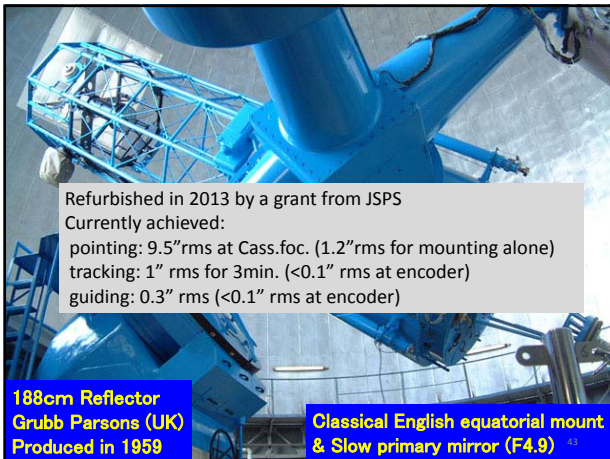 Refurbished in 2013 by a grant from JSPS
Currently achieved:
pointing: 9.5”rms at Cass.foc. (1.2”rms for mounting alone)
tracking: 1” rms for 3min. (<0.1” rms at encoder)
guiding: 0.3” rms (<0.1” rms at encoder)
188cm Reflector
Grubb Parsons (UK)
Produced in 1959
Classical English equatorial mount
& Slow primary mirror (F4.9)
43